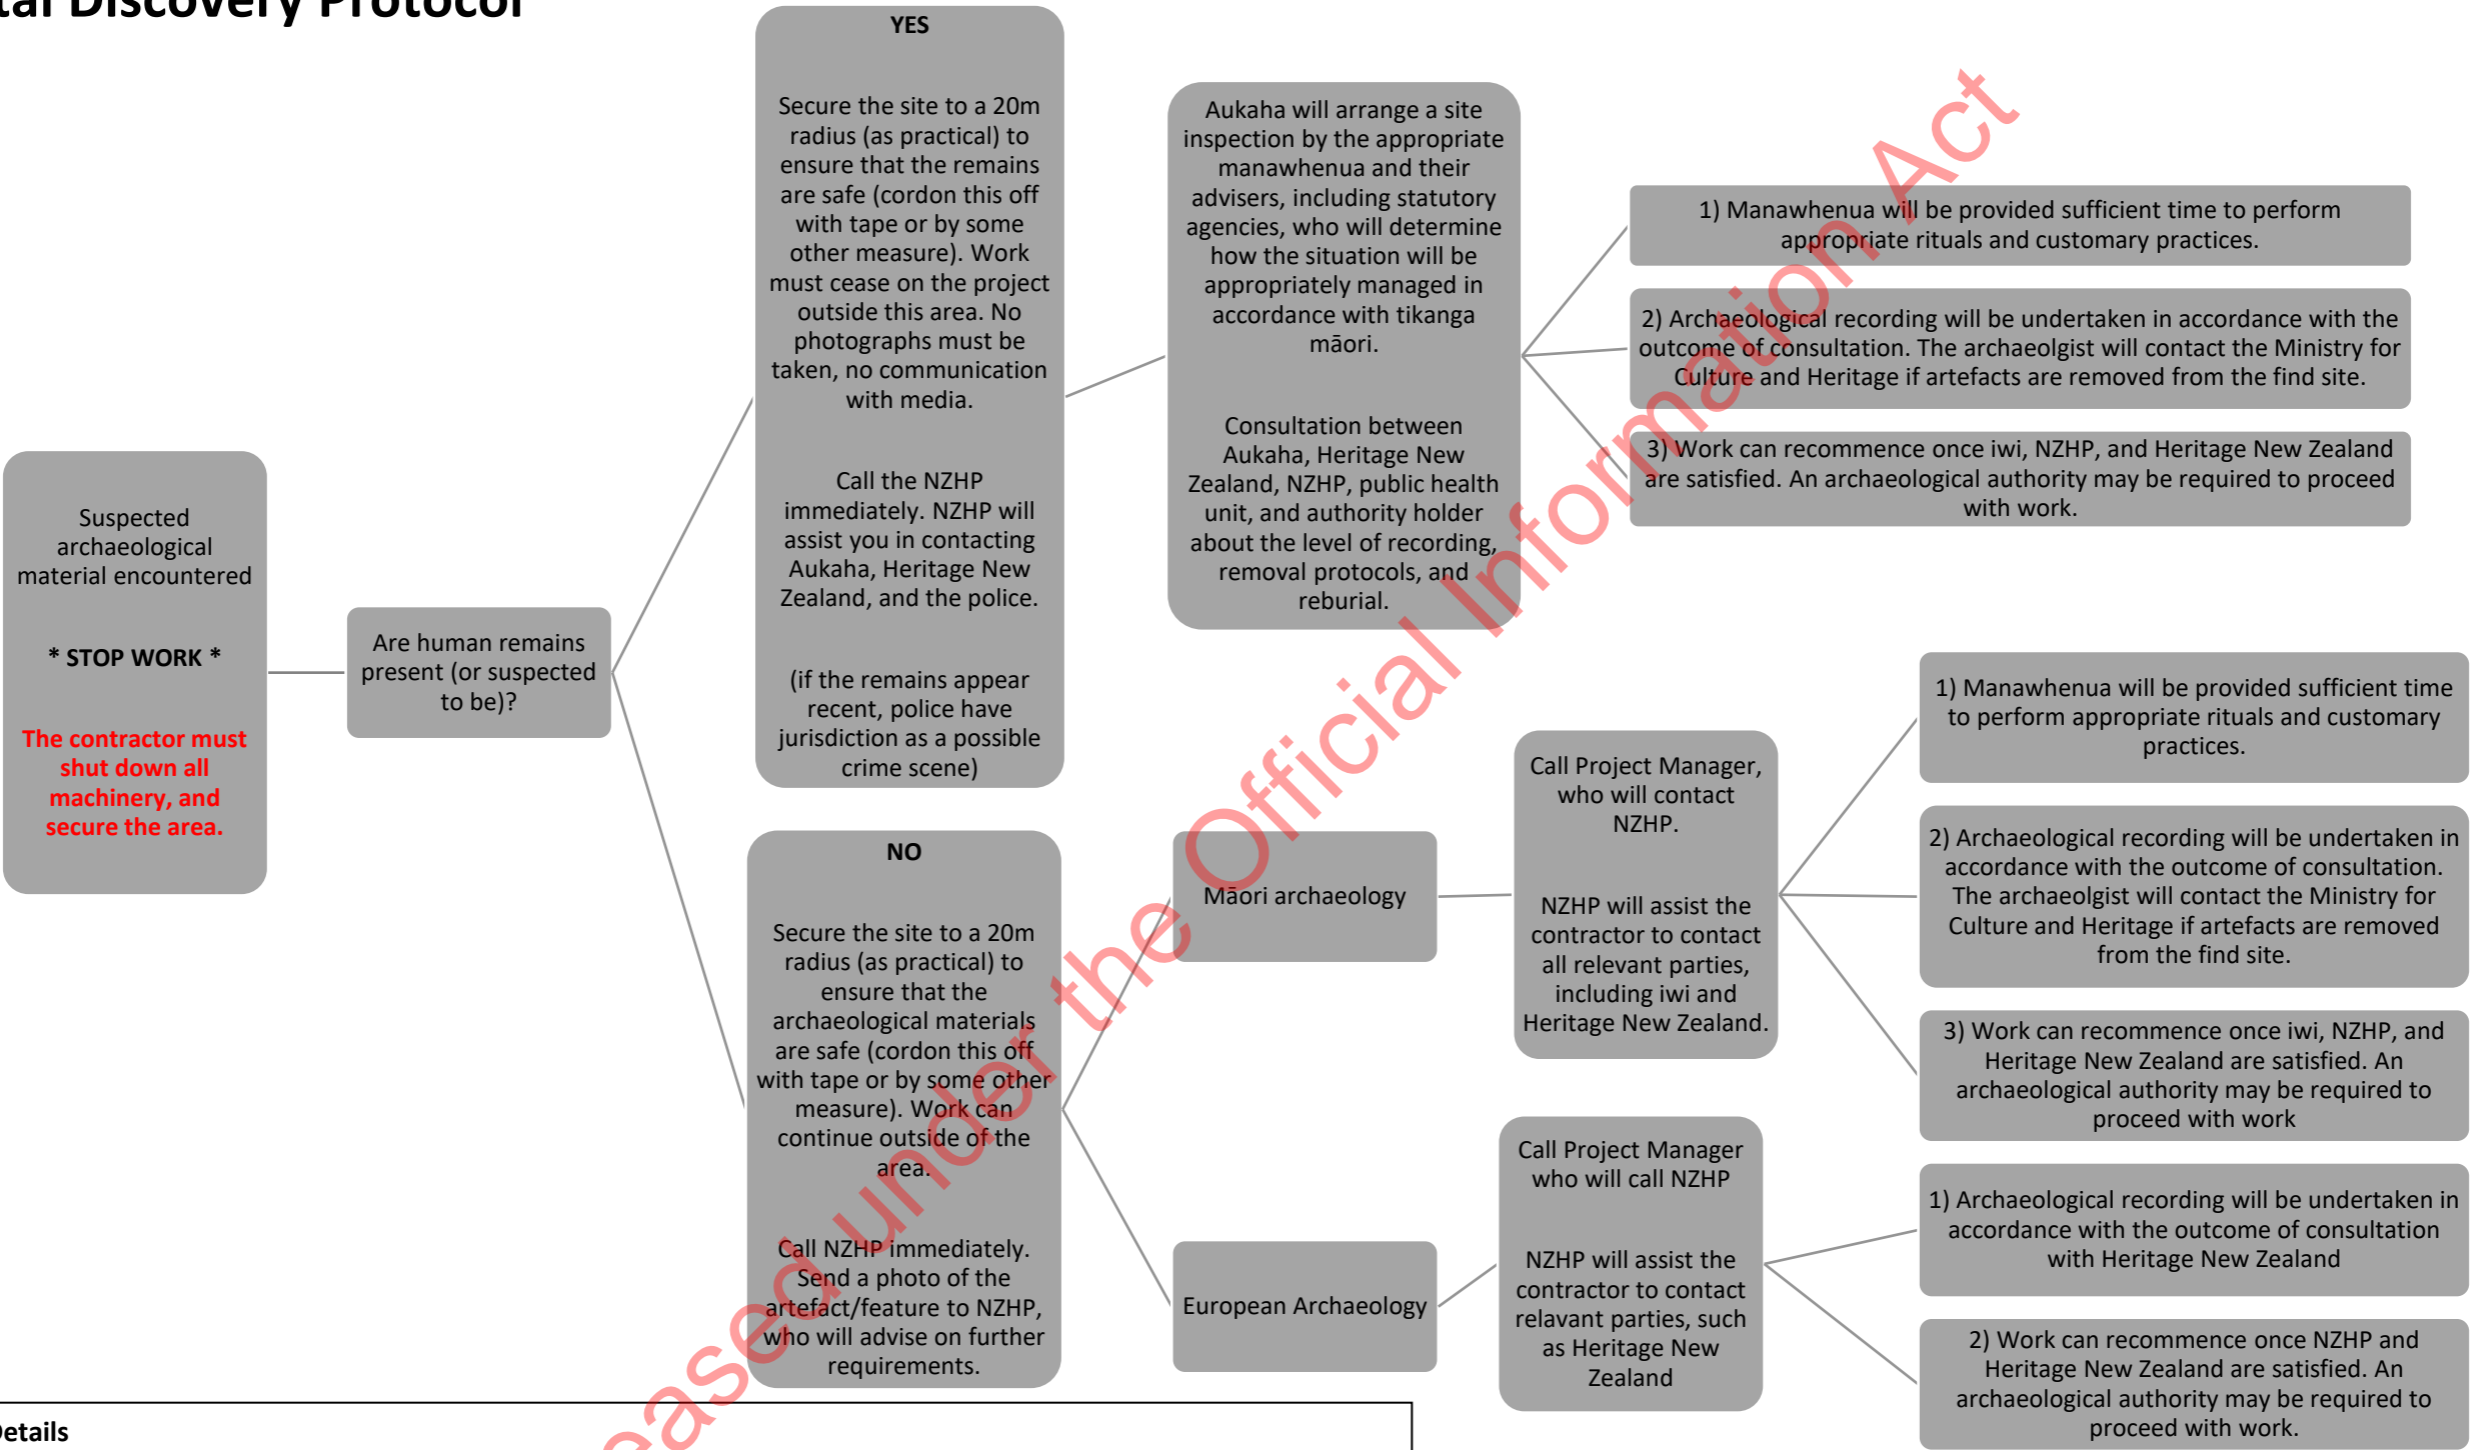 tal Discovery Protocol
Suspected
archaeological
material encountered
* STOP WORK *
The contractor must
shut down all
machinery, and
secure the area.
Are human remains
present (or suspected
to be)?
YES
Secure the site to a 20m
radius (as practical) to
ensure that the remains
are safe (cordon this off
with tape or by some
other measure). Work
must cease on the project
outside this area. No
photographs must be
taken, no communication
with media.
Call the NZHP
immediately. NZHP will
assist you in contacting
Aukaha, Heritage New
Zealand, and the police.
(if the remains appear
recent, police have
jurisdiction as a possible
crime scene)
Aukaha will arrange a site
inspection by the appropriate
manawhenua and their
advisers, including statutory
agencies, who will determine
how the situation will be
appropriately managed in
accordance with tikanga
māori.
Consultation between
Aukaha, Heritage New
Zealand, NZHP, public health
unit, and authority holder
about the level of recording,
removal protocols, and
reburial.
1) Manawhenua will be provided sufficient time to perform
appropriate rituals and customary practices.
2) Archaeological recording will be undertaken in accordance with the
outcome of consultation. The archaeolgist will contact the Ministry for
Culture and Heritage if artefacts are removed from the find site.
3) Work can recommence once iwi, NZHP, and Heritage New Zealand
are satisfied. An archaeological authority may be required to proceed
with work.
NO
Secure the site to a 20m
radius (as practical) to
ensure that the
archaeological materials
are safe (cordon this off
with tape or by some other
measure). Work can
continue outside of the
area.
Call NZHP immediately.
Send a photo of the
artefact/feature to NZHP,
who will advise on further
requirements.
Māori archaeology
Call Project Manager,
who will contact
NZHP.
NZHP will assist the
contractor to contact
all relevant parties,
including iwi and
Heritage New Zealand.
1) Manawhenua will be provided sufficient time
to perform appropriate rituals and customary
practices.
2) Archaeological recording will be undertaken in
accordance with the outcome of consultation.
The archaeolgist will contact the Ministry for
Culture and Heritage if artefacts are removed
from the find site.
3) Work can recommence once iwi, NZHP, and
Heritage New Zealand are satisfied. An
archaeological authority may be required to
proceed with work
European Archaeology
Call Project Manager
who will call NZHP
NZHP will assist the
contractor to contact
relavant parties, such
as Heritage New
Zealand
1) Archaeological recording will be undertaken in
accordance with the outcome of consultation
with Heritage New Zealand
2) Work can recommence once NZHP and
Heritage New Zealand are satisfied. An
archaeological authority may be required to
proceed with work.
Details
eased under the Official Information Act